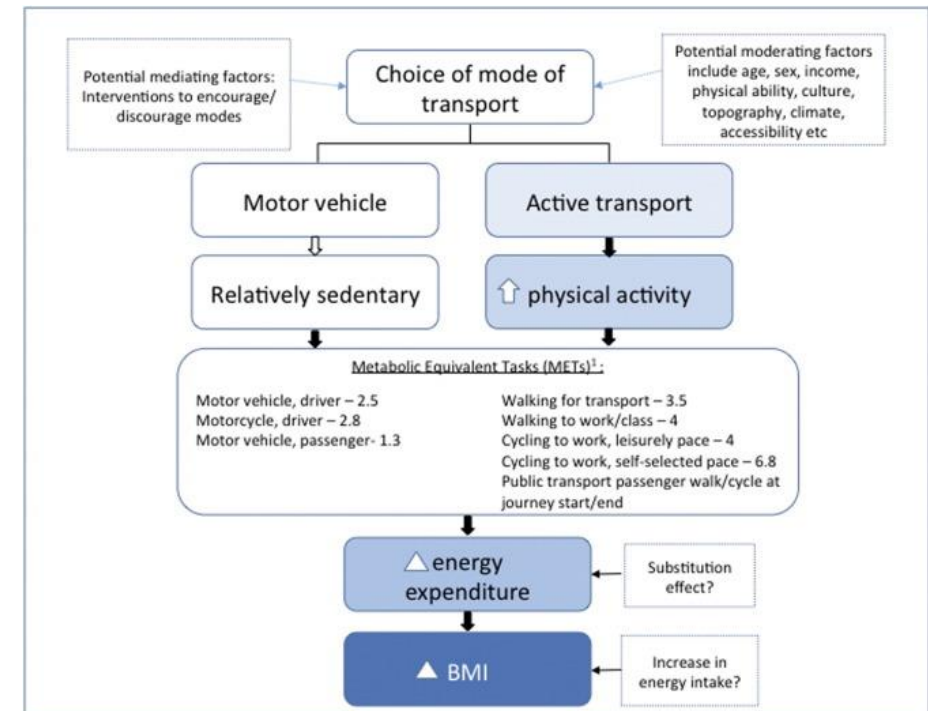 Potential mediating factors:
Interventions to encourage/
discourage modes
Choice of mode of
transport
Potential moderating factors
include age, sex, income,
physical ability, culture,
topography, climate,
accessibility etc
Motor vehicle
Active transport
Relatively sedentary
physical activity
Metabolic Equivalent Tasks (METs)¹ :
Motor vehicle, driver – 2.5
Motorcycle, driver – 2.8
Motor vehicle, passenger- 1.3
Walking for transport – 3.5
Walking to work/class – 4
Cycling to work, leisurely pace – 4
Cycling to work, self-selected pace – 6.8
Public transport passenger walk/cycle at
journey start/end
energy
expenditure
Substitution
effect?
BMI
Increase in
energy intake?